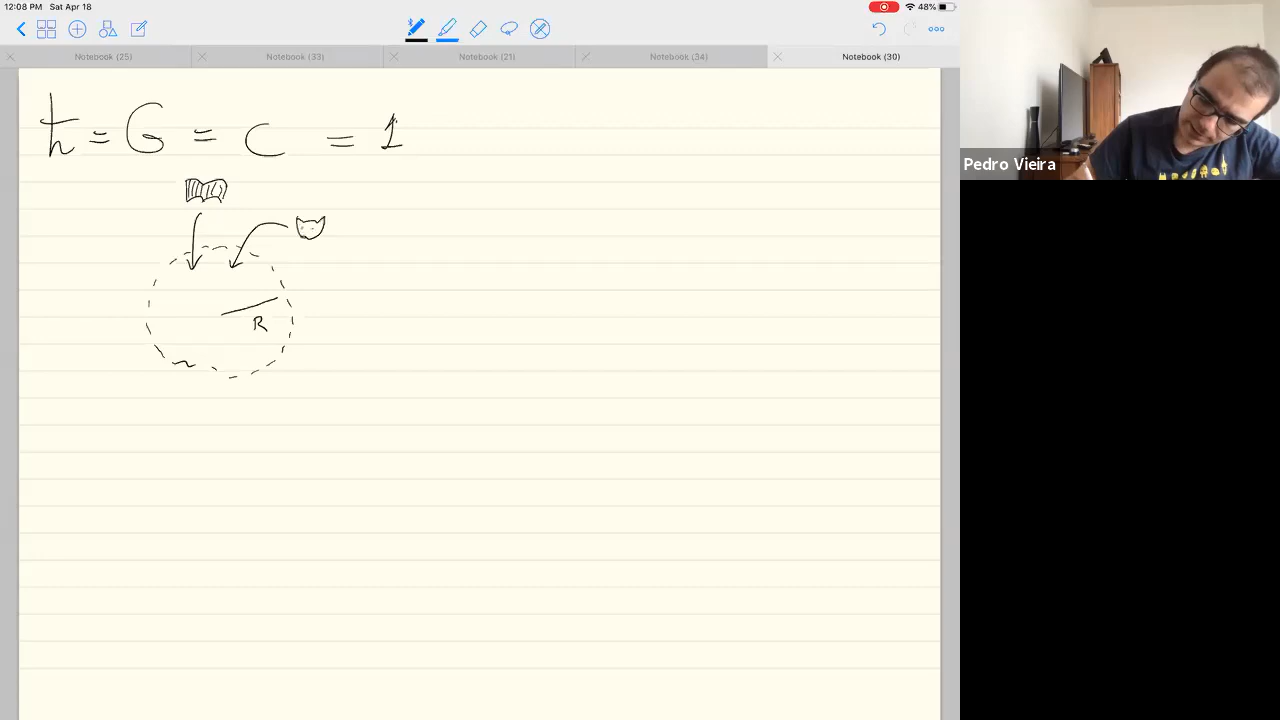 12:08 PM Sat Apr 18
48%
Notebook (25)
Notebook (33)
Notebook (21)
Notebook (34)
Notebook (30)
ħ = G = c = 1
R
Pedro Vieira